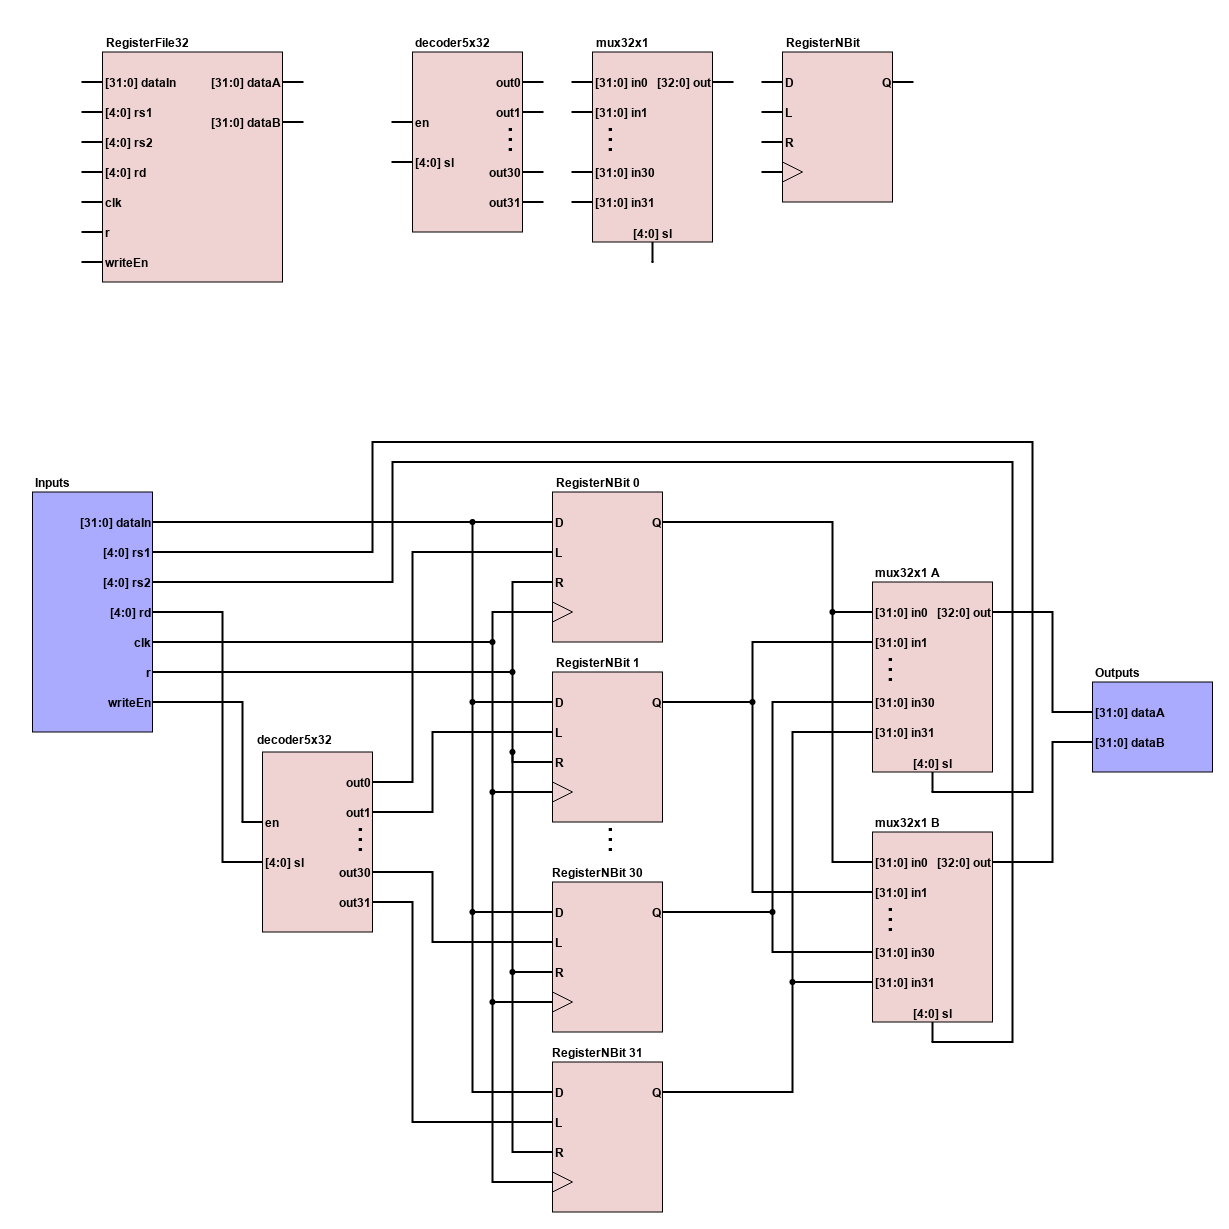 RegisterFile32
[31:0] dataIn
[31:0] dataA
[4:0] rs1
[31:0] dataB
[4:0] rs2
[4:0] rd
clk
r
writeEn
decoder5x32
out0
out1
en
[4:0] sl
out30
out31
mux32x1
[31:0] in0
[32:0] out
[31:0] in1
[31:0] in30
[31:0] in31
[4:0] sl
RegisterNBit
D
Q
L
R
Inputs
[31:0] dataIn
[4:0] rs1
[4:0] rs2
[4:0] rd
clk
r
writeEn
decoder5x32
out0
out1
en
[4:0] sl
out30
out31
RegisterNBit 0
D
Q
L
R
RegisterNBit 1
D
Q
L
R
RegisterNBit 30
D
Q
L
R
RegisterNBit 31
D
Q
L
R
mux32x1 A
[31:0] in0
[32:0] out
[31:0] in1
[31:0] in30
[31:0] in31
[4:0] sl
mux32x1 B
[31:0] in0
[32:0] out
[31:0] in1
[31:0] in30
[31:0] in31
[4:0] sl
Outputs
[31:0] dataA
[31:0] dataB